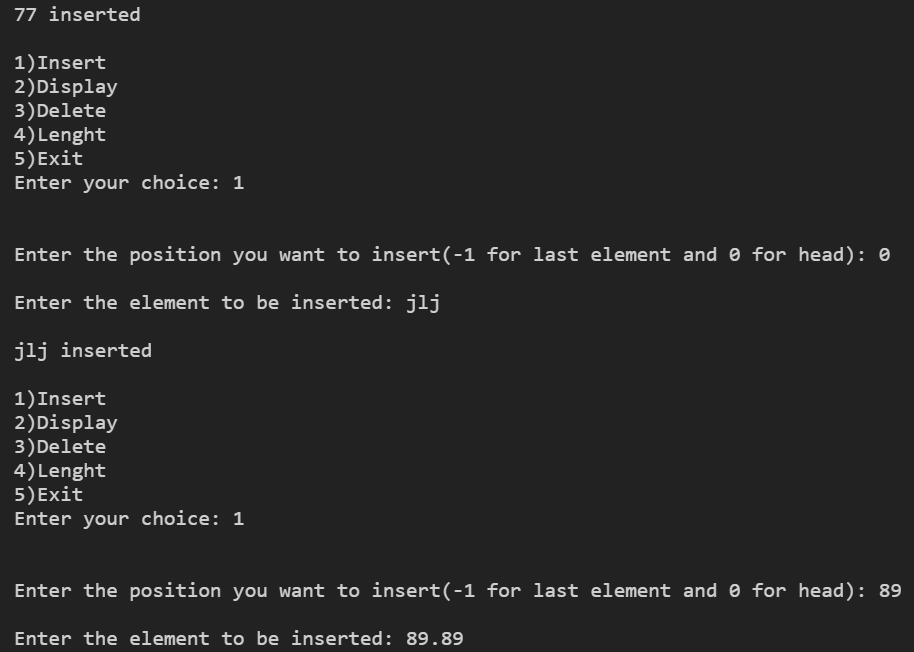 77 inserted
1)Insert
2)Display
3)Delete
4)Lenght
5)Exit
Enter your choice: 1
Enter the position you want to insert(-1 for last element and 0 for head): 0
Enter the element to be inserted: jlj
jlj inserted
1)Insert
2)Display
3)Delete
4)Lenght
5)Exit
Enter your choice: 1
Enter the position you want to insert(-1 for last element and 0 for head): 89
Enter the element to be inserted: 89.89